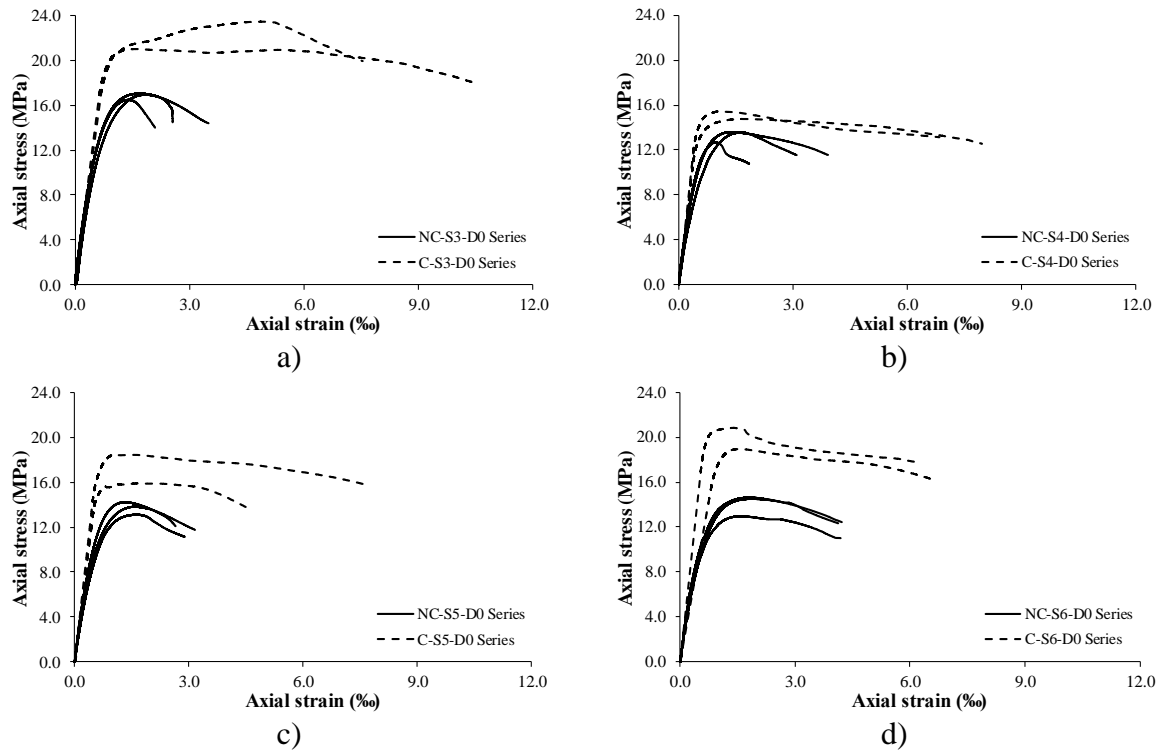 24.0
20.0
16.0
12.0
8.0
4.0
0.0
Axial stress (MPa)
NC-S3-D0 Series
C-S3-D0 Series
0.0 3.0 6.0 9.0 12.0
Axial strain (‰)
a)
24.0
20.0
16.0
12.0
8.0
4.0
0.0
Axial stress (MPa)
NC-S4-D0 Series
C-S4-D0 Series
0.0 3.0 6.0 9.0 12.0
Axial strain (‰)
b)
24.0
20.0
16.0
12.0
8.0
4.0
0.0
Axial stress (MPa)
NC-S5-D0 Series
C-S5-D0 Series
0.0 3.0 6.0 9.0 12.0
Axial strain (‰)
c)
24.0
20.0
16.0
12.0
8.0
4.0
0.0
Axial stress (MPa)
NC-S6-D0 Series
C-S6-D0 Series
0.0 3.0 6.0 9.0 12.0
Axial strain (‰)
d)